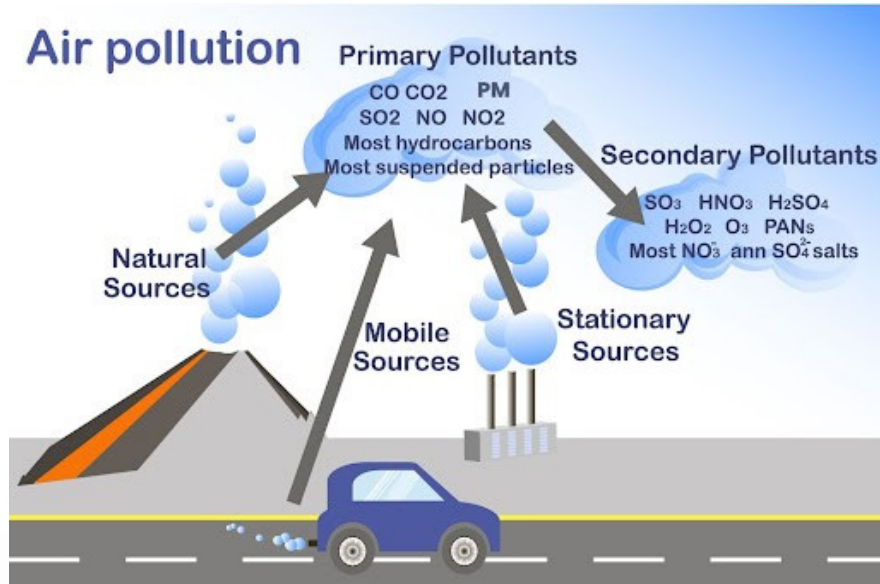 Air pollution
Primary Pollutants
CO CO2 PM
SO2 NO NO2
Most hydrocarbons
Most suspended particles
Secondary Pollutants
SO₃ HNO₃ H₂SO₄
H₂O₂ O₃ PANs
Most NO₃⁻ ann SO₄²⁻ salts
Natural
Sources
Mobile
Sources
Stationary
Sources